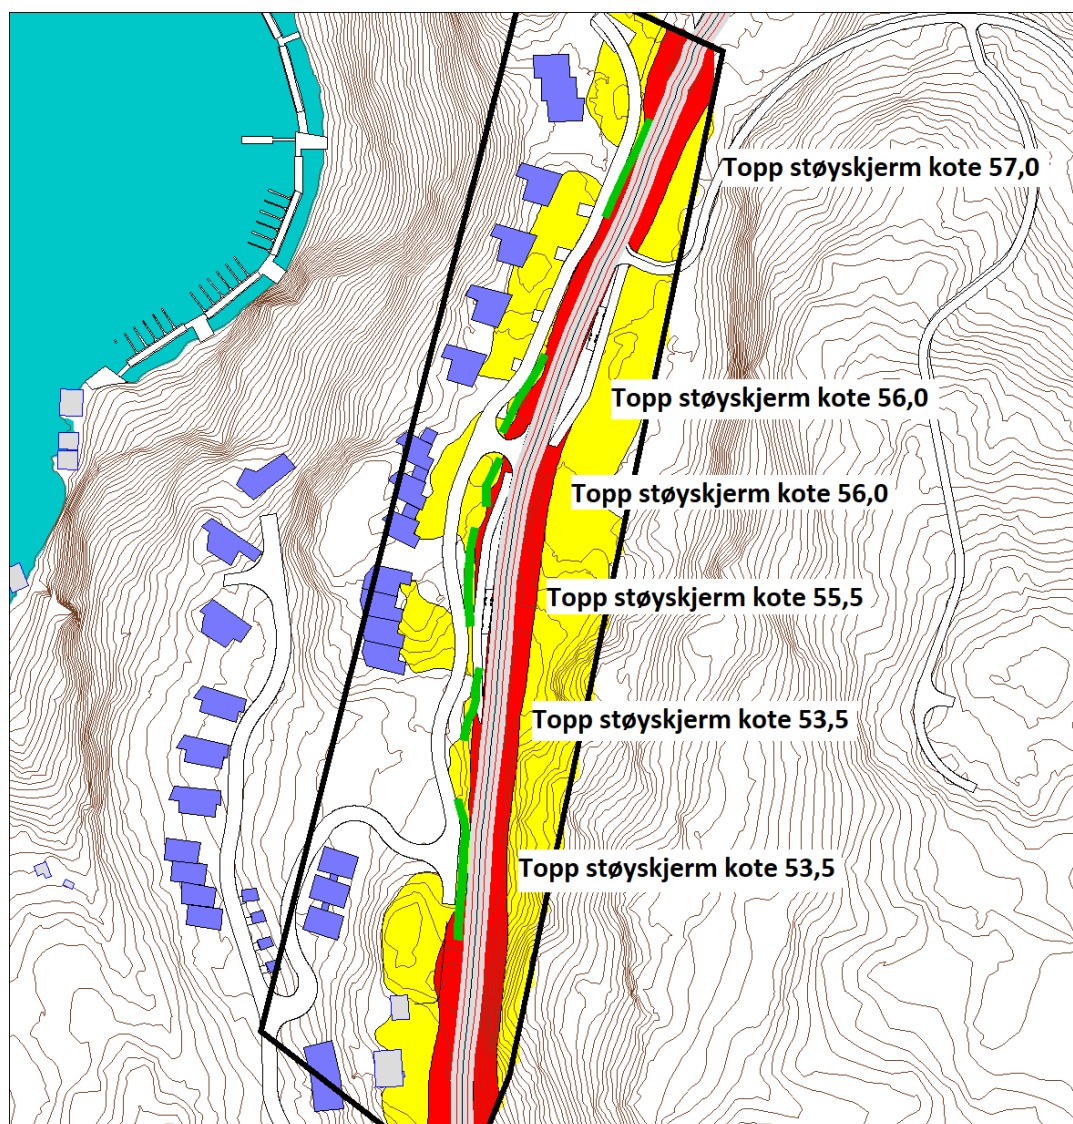 Topp støyskjerm kote 57,0
Topp støyskjerm kote 56,0
Topp støyskjerm kote 56,0
Topp støyskjerm kote 55,5
Topp støyskjerm kote 53,5
Topp støyskjerm kote 53,5